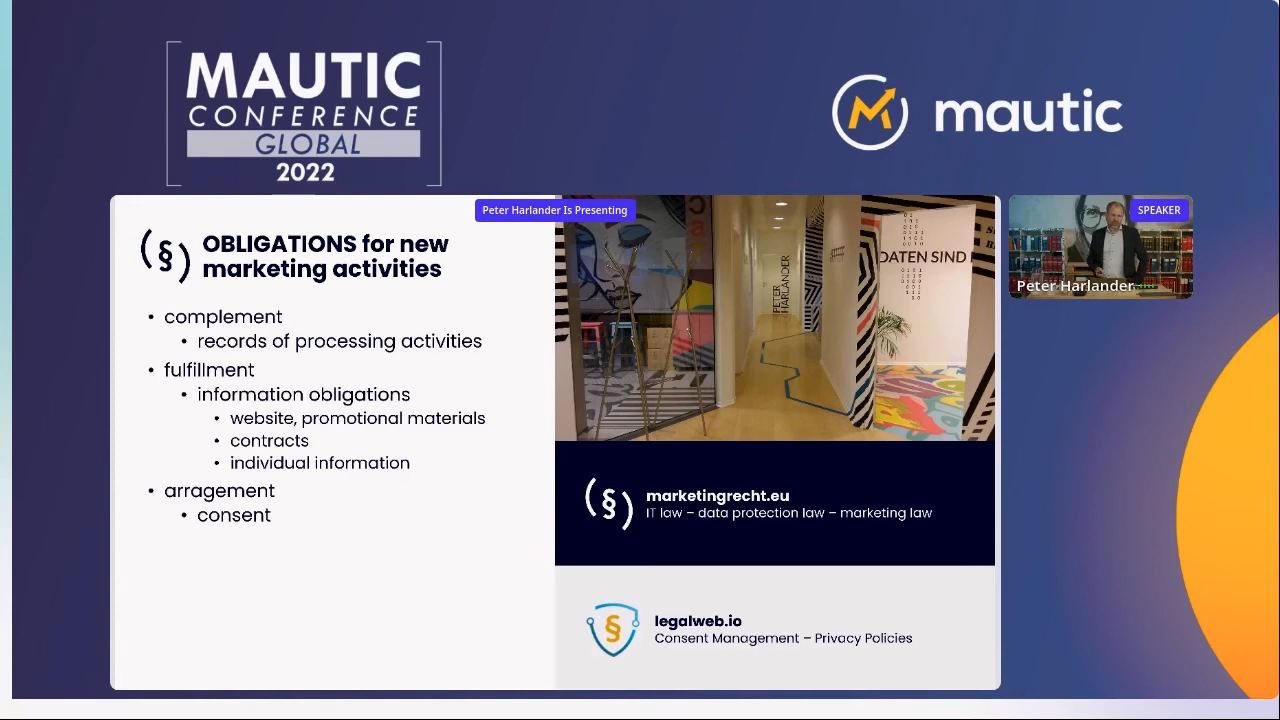 MAUTIC
CONFERENCE
GLOBAL
2022
mautic
Peter Harlander Is Presenting
SPEAKER
Peter Harlander
(§) OBLIGATIONS for new
marketing activities
• complement
• records of processing activities
• fulfillment
• information obligations
• website, promotional materials
• contracts
• individual information
• arragement
• consent
PETER
HARLANDER
DATEN SIND
(§) marketingrecht.eu
IT law – data protection law – marketing law
§ legalweb.io
Consent Management – Privacy Policies